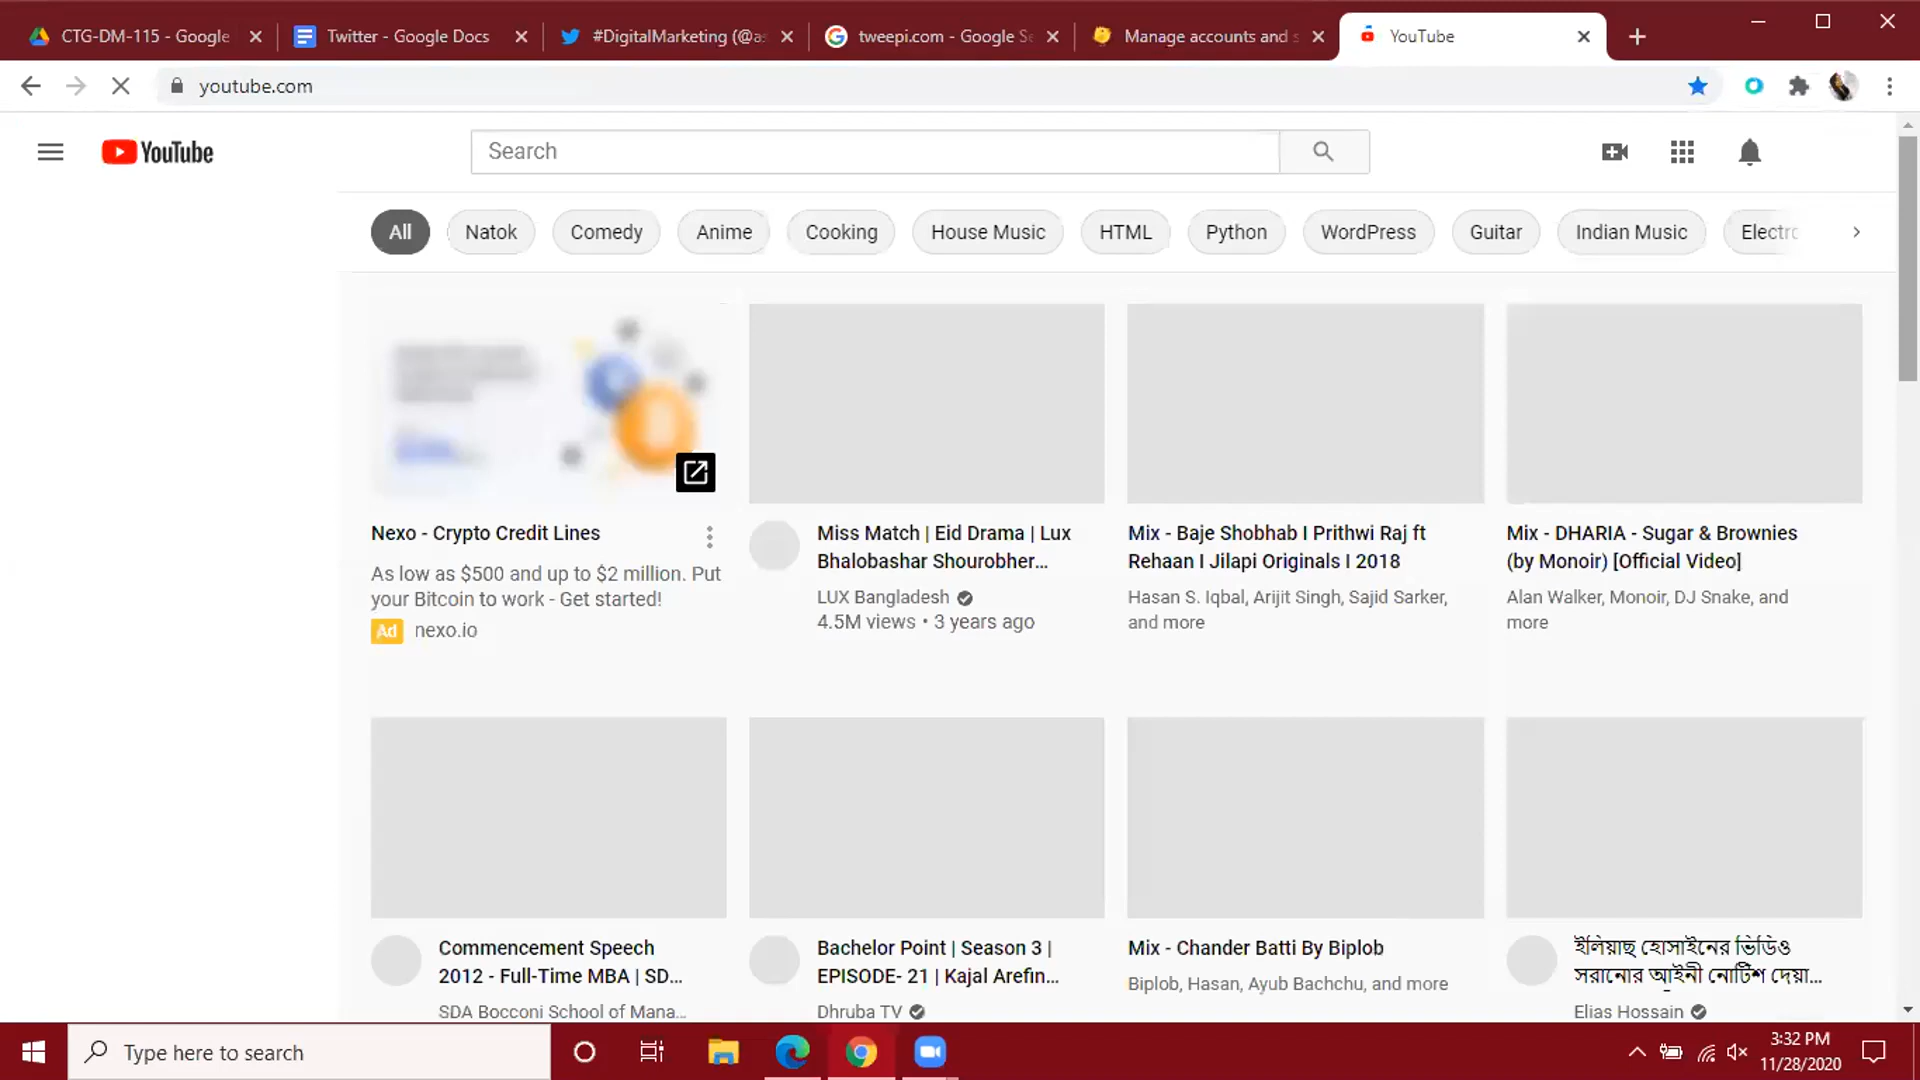 CTG-DM-115 - Google
Twitter - Google Docs
#DigitalMarketing (@a
tweepi.com - Google Se
Manage accounts and s
YouTube
youtube.com
YouTube
Search
All
Natok
Comedy
Anime
Cooking
House Music
HTML
Python
WordPress
Guitar
Indian Music
Electro
Nexo - Crypto Credit Lines
As low as $500 and up to $2 million. Put
your Bitcoin to work - Get started!
Ad nexo.io
Miss Match | Eid Drama | Lux
Bhalobashar Shourobher...
LUX Bangladesh
4.5M views • 3 years ago
Mix - Baje Shobhab I Prithwi Raj ft
Rehaan I Jilapi Originals I 2018
Hasan S. Iqbal, Arijit Singh, Sajid Sarker,
and more
Mix - DHARIA - Sugar & Brownies
(by Monoir) [Official Video]
Alan Walker, Monoir, DJ Snake, and
more
Commencement Speech
2012 - Full-Time MBA | SD...
SDA Bocconi School of Mana...
Bachelor Point | Season 3 |
EPISODE- 21 | Kajal Arefin...
Dhruba TV
Mix - Chander Batti By Biplob
Biplob, Hasan, Ayub Bachchu, and more
ইলিয়াছ হোসাইনের ভিডিও
সরানোর আইনী নোটিশ দেয়া...
Elias Hossain
Type here to search
3:32 PM
11/28/2020